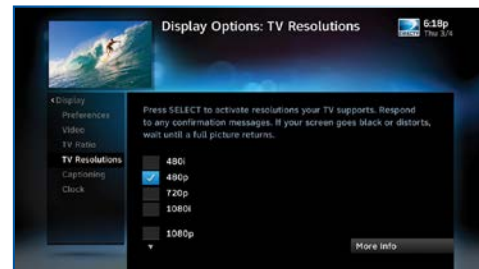 Display Options: TV Resolutions
6:18p
DIRECTV
Thu 3/4
Display
Preferences
Video
TV Ratio
TV Resolutions
Captioning
Clock
Press SELECT to activate resolutions your TV supports. Respond
to any confirmation messages. If your screen goes black or distorts,
wait until a full picture returns.
480i
480p
720p
1080i
1080p
More Info